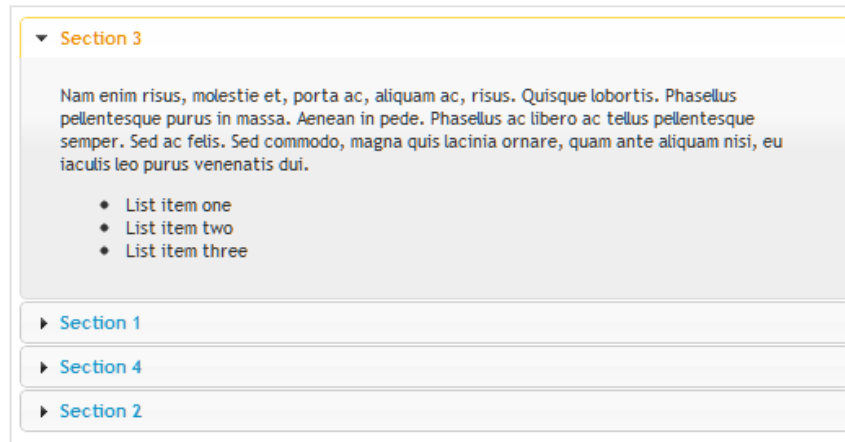 Section 3
Nam enim risus, molestie et, porta ac, aliquam ac, risus. Quisque lobortis. Phasellus
pellentesque purus in massa. Aenean in pede. Phasellus ac libero ac tellus pellentesque
semper. Sed ac felis. Sed commodo, magna quis lacinia ornare, quam ante aliquam nisi, eu
iaculis leo purus venenatis dui.
List item one
List item two
List item three
Section 1
Section 4
Section 2